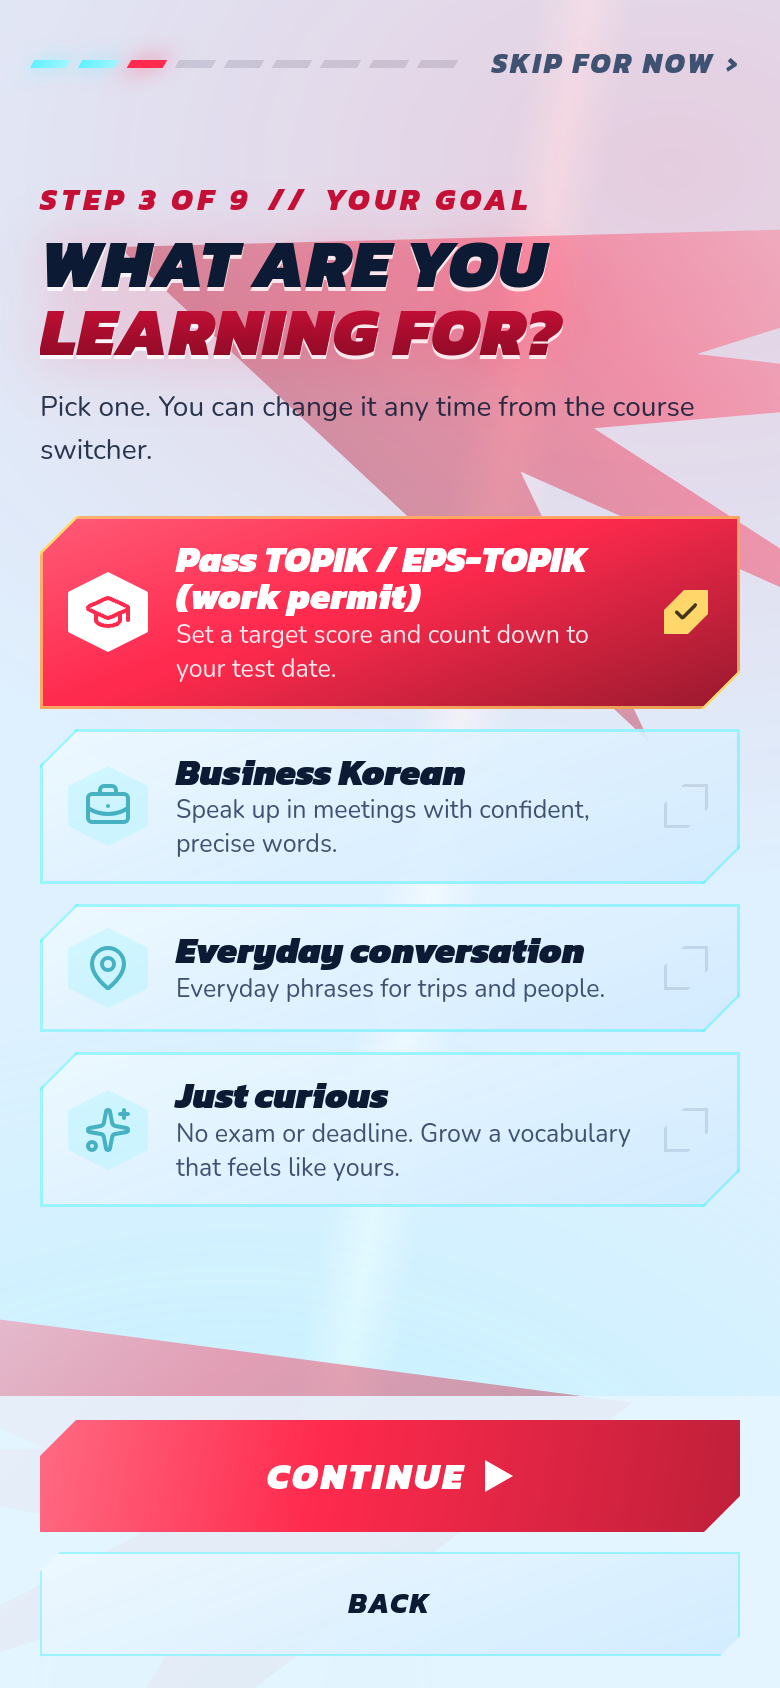 SKIP FOR NOW >
STEP 3 OF 9 // YOUR GOAL
WHAT ARE YOU
LEARNING FOR?
Pick one. You can change it any time from the course
switcher.
Pass TOPIK / EPS-TOPIK
(work permit)
Set a target score and count down to
your test date.
Business Korean
Speak up in meetings with confident,
precise words.
Everyday conversation
Everyday phrases for trips and people.
Just curious
No exam or deadline. Grow a vocabulary
that feels like yours.
CONTINUE
BACK